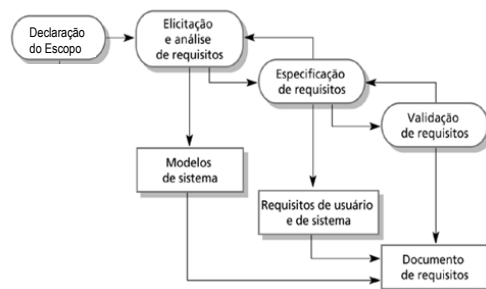 Declaração
do Escopo
Elicitação
e análise
de requisitos
Especificação
de requisitos
Validação
de requisitos
Modelos
de sistema
Requisitos de usuário
e de sistema
Documento
de requisitos